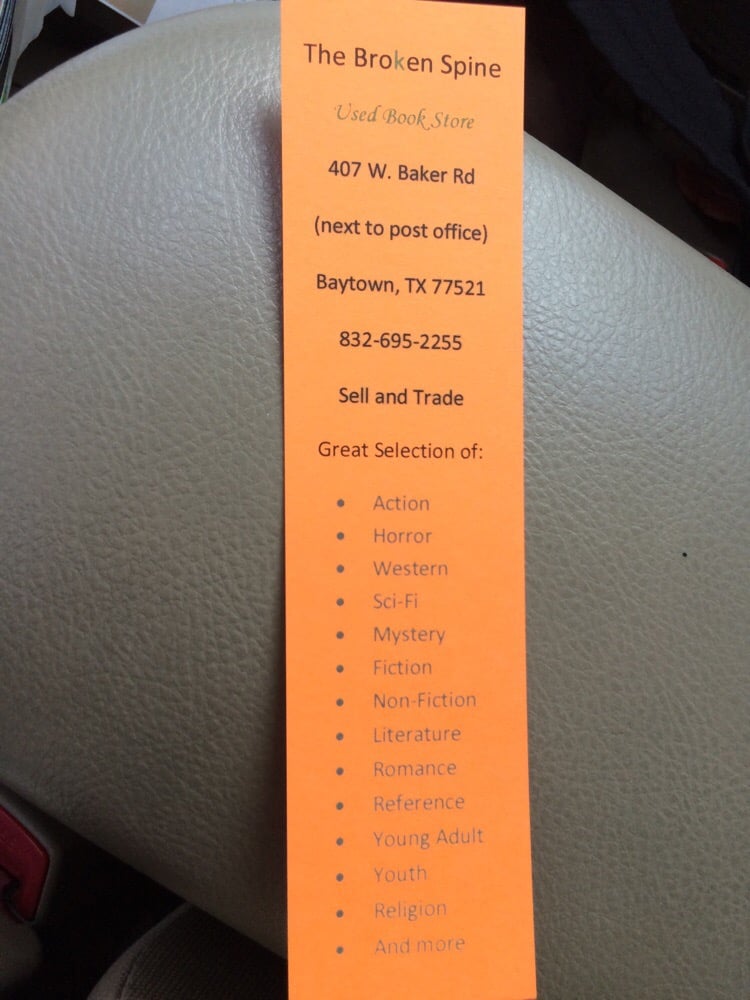 The Broken Spine
Used Book Store
407 W. Baker Rd
(next to post office)
Baytown, TX 77521
832-695-2255
Sell and Trade
Great Selection of:
• Action
• Horror
• Western
• Sci-Fi
• Mystery
• Fiction
• Non-Fiction
• Literature
• Romance
• Reference
• Young Adult
• Youth
• Religion
• And more